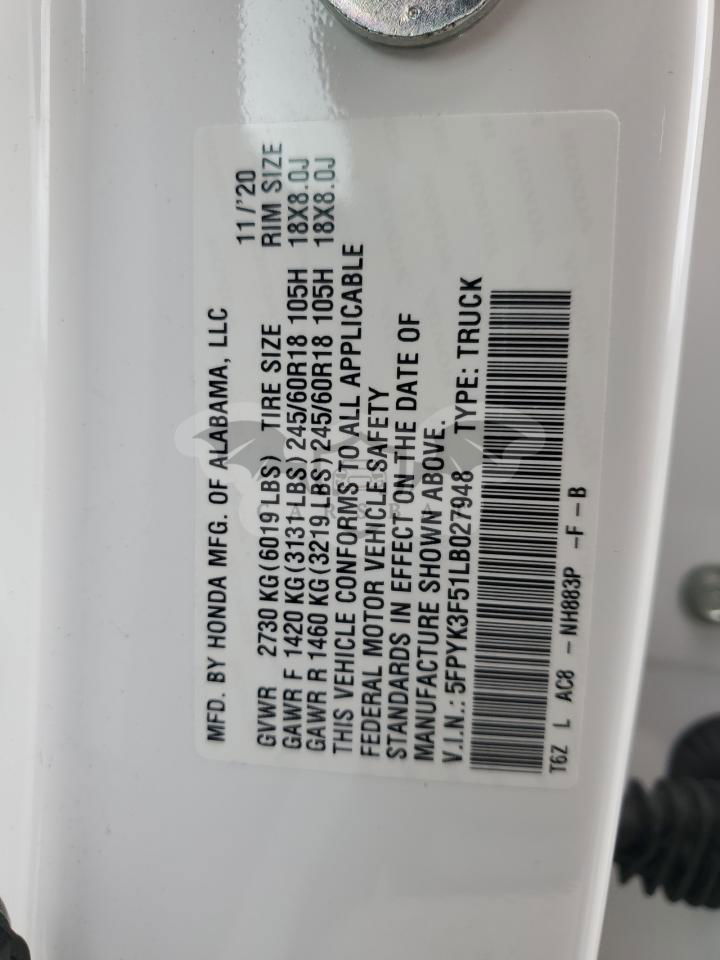 MFD. BY HONDA MFG. OF ALABAMA, LLC 11/'20
GVWR 2730 KG(6019 LBS) TIRE SIZE RIM SIZE
GAWR F 1420 KG(3131 LBS)245/60R18 105H 18X8.0J
GAWR R 1460 KG(3219 LBS)245/60R18 105H 18X8.0J
THIS VEHICLE CONFORMS TO ALL APPLICABLE
FEDERAL MOTOR VEHICLE SAFETY
STANDARDS IN EFFECT ON THE DATE OF
MANUFACTURE SHOWN ABOVE.
V.I.N.: 5FPYK3F51LB027948 TYPE: TRUCK
T6Z L AC8 - NH883P -F-B